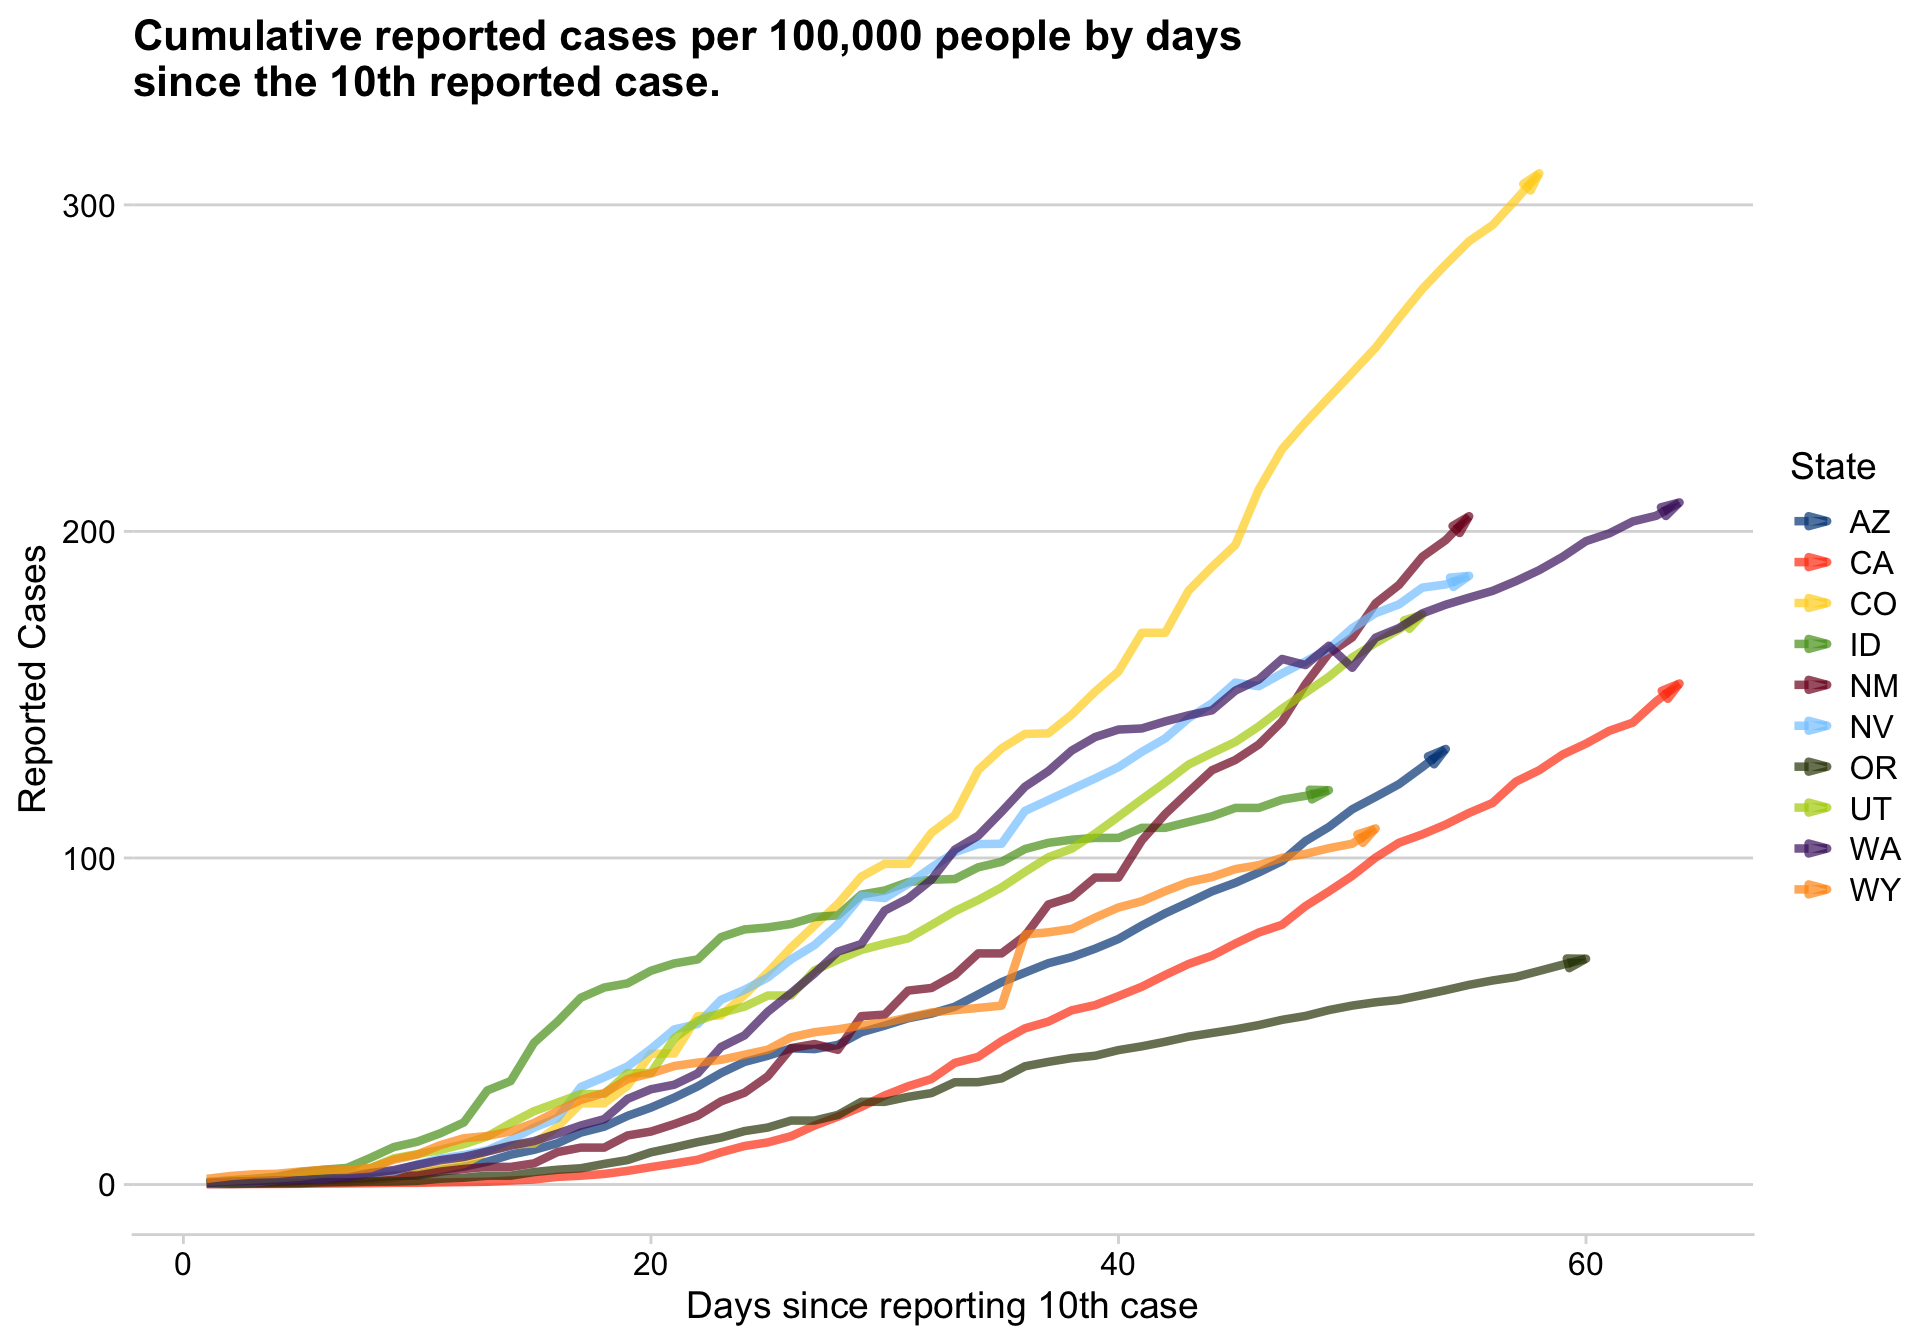 Cumulative reported cases per 100,000 people by days
since the 10th reported case.
300
200
100
0
Reported Cases
0 20 40 60
Days since reporting 10th case
State
AZ
CA
CO
ID
NM
NV
OR
UT
WA
WY